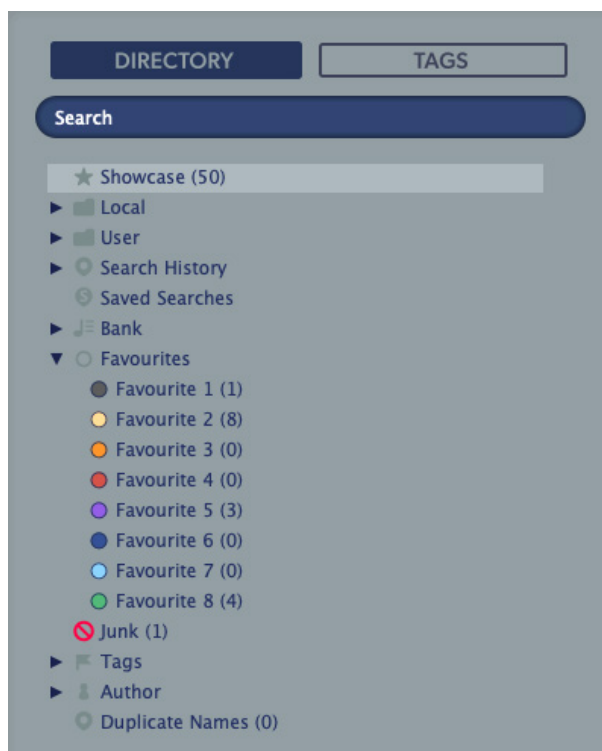 DIRECTORY TAGS
Search
Showcase (50)
Local
User
Search History
Saved Searches
Bank
Favourites
Favourite 1 (1)
Favourite 2 (8)
Favourite 3 (0)
Favourite 4 (0)
Favourite 5 (3)
Favourite 6 (0)
Favourite 7 (0)
Favourite 8 (4)
Junk (1)
Tags
Author
Duplicate Names (0)